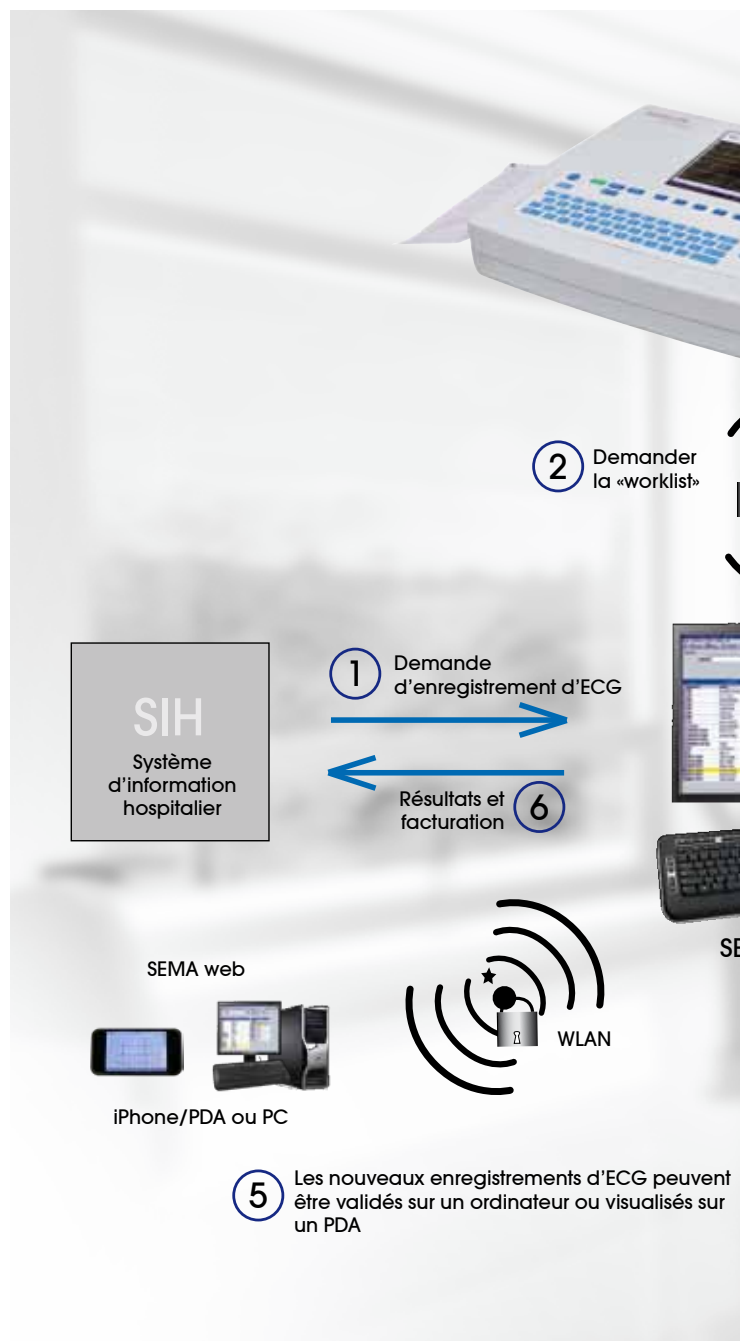 2
Demander
la «worklist»
1
Demande
d’enregistrement d’ECG
SIH
Système
d’information
hospitalier
Résultats et
facturation
6
SEMA web
WLAN
iPhone/PDA ou PC
5
Les nouveaux enregistrements d’ECG peuvent
être validés sur un ordinateur ou visualisés sur
un PDA